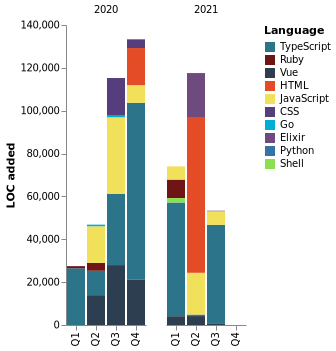 2020 2021
Language
TypeScript
Ruby
Vue
HTML
JavaScript
CSS
Go
Elixir
Python
Shell
LOC added
140,000
120,000
100,000
80,000
60,000
40,000
20,000
0
Q1 Q2 Q3 Q4 Q1 Q2 Q3 Q4